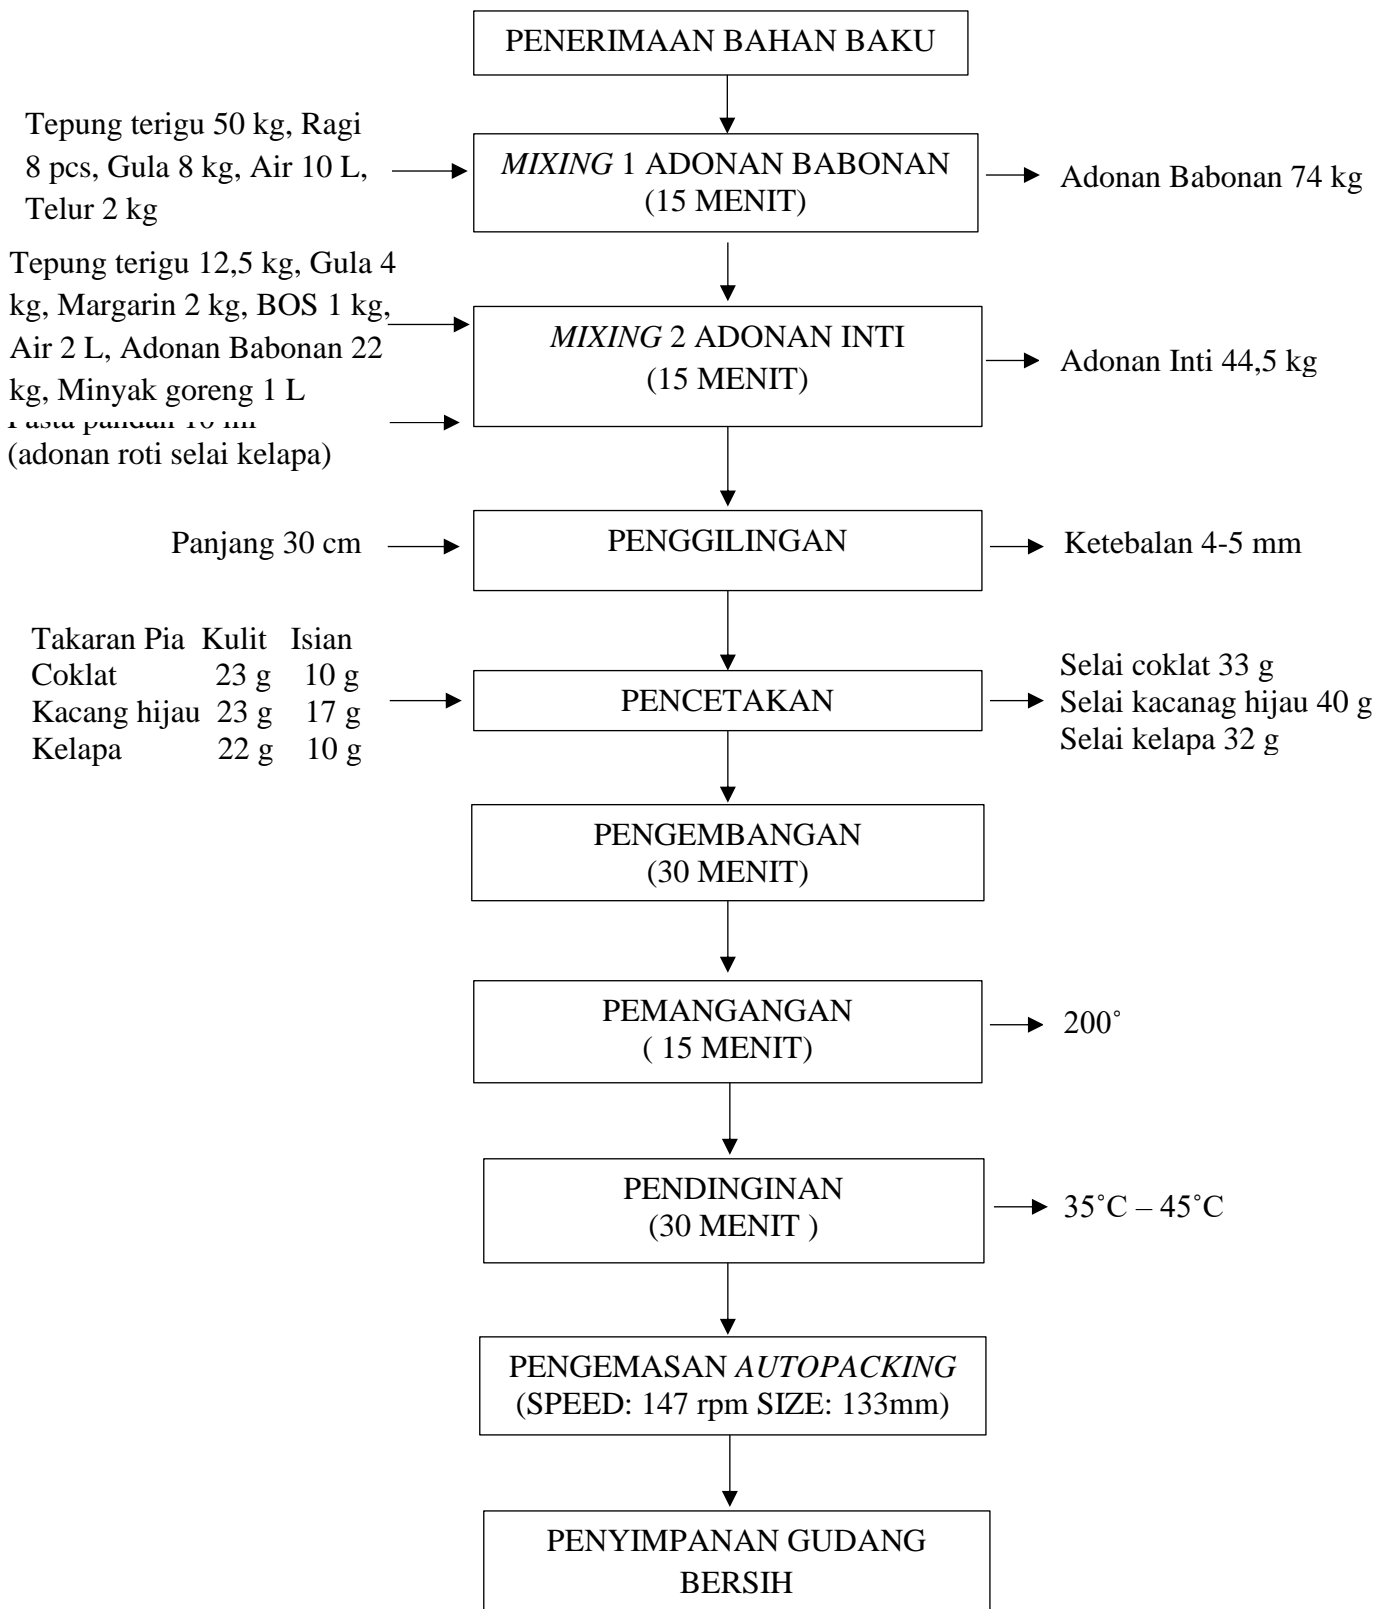 PENERIMAAN BAHAN BAKU
Tepung terigu 50 kg, Ragi
8 pcs, Gula 8 kg, Air 10 L,
Telur 2 kg
MIXING 1 ADONAN BABONAN
(15 MENIT)
Adonan Babonan 74 kg
Tepung terigu 12,5 kg, Gula 4
kg, Margarin 2 kg, BOS 1 kg,
Air 2 L, Adonan Babonan 22
kg, Minyak goreng 1 L
(adonan roti selai kelapa)
MIXING 2 ADONAN INTI
(15 MENIT)
Adonan Inti 44,5 kg
Panjang 30 cm
PENGGILINGAN
Ketebalan 4-5 mm
Takaran Pia Kulit Isian
Coklat 23 g 10 g
Kacang hijau 23 g 17 g
Kelapa 22 g 10 g
PENCETAKAN
Selai coklat 33 g
Selai kacanag hijau 40 g
Selai kelapa 32 g
PENGEMBANGAN
(30 MENIT)
PEMANGANGAN
( 15 MENIT)
200˚
PENDINGINAN
(30 MENIT )
35˚C – 45˚C
PENGEMASAN AUTOPACKING
(SPEED: 147 rpm SIZE: 133mm)
PENYIMPANAN GUDANG
BERSIH